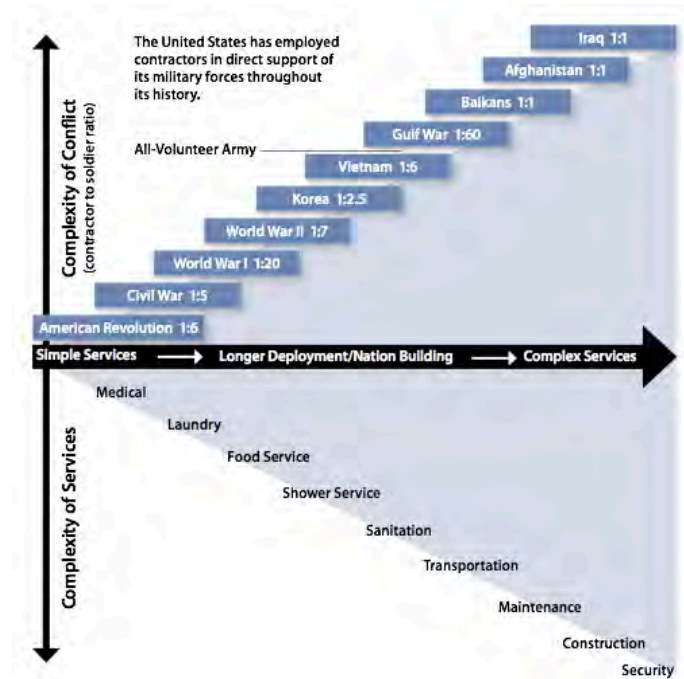 The United States has employed
contractors in direct support of
its military forces throughout
its history.
Iraq 1:1
Afghanistan 1:1
Balkans 1:1
Gulf War 1:60
All-Volunteer Army
Vietnam 1:6
Korea 1:2.5
World War II 1:7
World War I 1:20
Civil War 1:5
American Revolution 1:6
Complexity of Conflict
(contractor to soldier ratio)
Simple Services
Longer Deployment/Nation Building
Complex Services
Complexity of Services
Medical
Laundry
Food Service
Shower Service
Sanitation
Transportation
Maintenance
Construction
Security